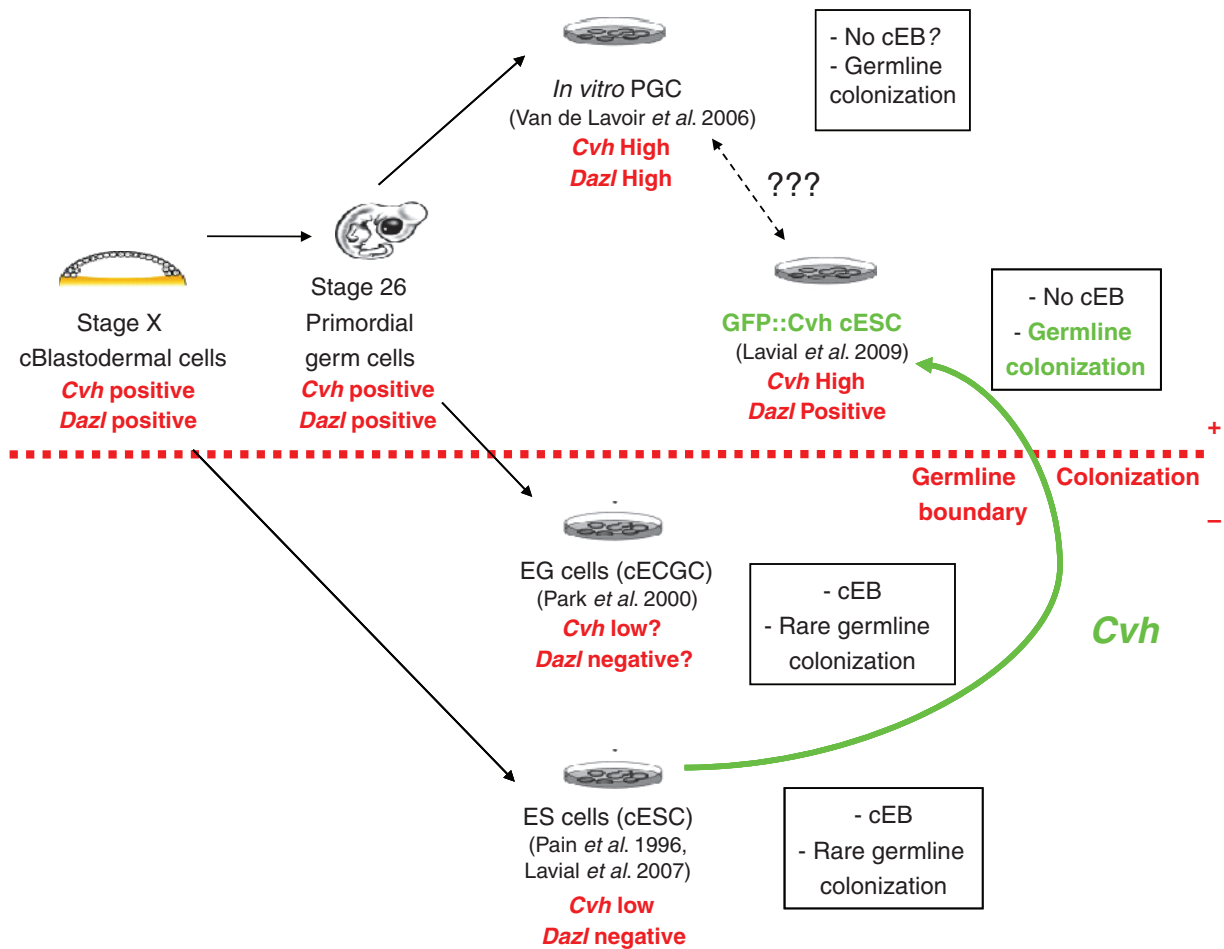 In vitro PGC
(Van de Lavoir et al. 2006)
Cvh High
Dazl High
- No cEB?
- Germline
colonization
???
Stage X
cBlastodermal cells
Cvh positive
Dazl positive
Stage 26
Primordial
germ cells
Cvh positive
Dazl positive
GFP::Cvh cESC
(Lavial et al. 2009)
Cvh High
Dazl Positive
- No cEB
- Germline
colonization
+
Germline
boundary
Colonization
–
EG cells (cECGC)
(Park et al. 2000)
Cvh low?
Dazl negative?
- cEB
- Rare germline
colonization
Cvh
ES cells (cESC)
(Pain et al. 1996,
Lavial et al. 2007)
Cvh low
Dazl negative
- cEB
- Rare germline
colonization